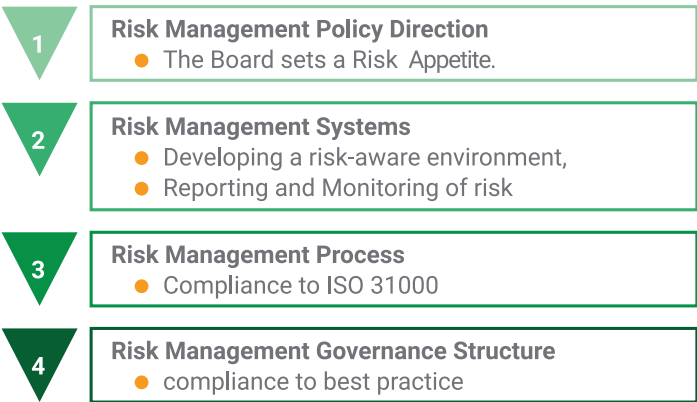 1
Risk Management Policy Direction
The Board sets a Risk Appetite.
2
Risk Management Systems
Developing a risk-aware environment,
Reporting and Monitoring of risk
3
Risk Management Process
Compliance to ISO 31000
4
Risk Management Governance Structure
compliance to best practice